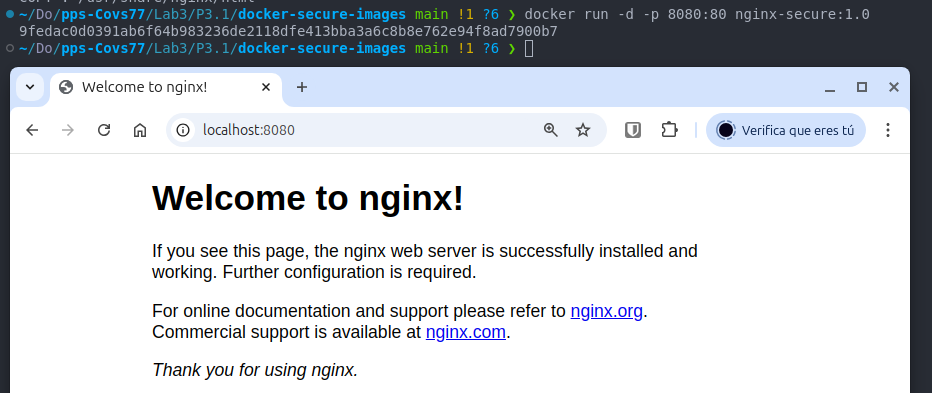 ~/Do/pps-Covs77/Lab3/P3.1/docker-secure-images main !1 ?6 ❯ docker run -d -p 8080:80 nginx-secure:1.0
9fedac0d0391ab6f64b983236de2118dfe413bba3a6c8b8e762e94f8ad7900b7
~/Do/pps-Covs77/Lab3/P3.1/docker-secure-images main !1 ?6 ❯
Welcome to nginx!
localhost:8080
Verifica que eres tú
Welcome to nginx!
If you see this page, the nginx web server is successfully installed and
working. Further configuration is required.
For online documentation and support please refer to nginx.org.
Commercial support is available at nginx.com.
Thank you for using nginx.